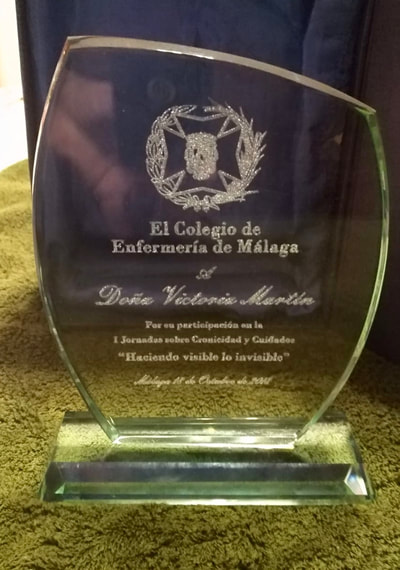 El Colegio de
Enfermería de Málaga
A
Doña Victoria Martín
Por su participación en la
I Jornadas sobre Cronicidad y Cuidados
“Haciendo visible lo invisible”
Málaga 18 de Octubre de